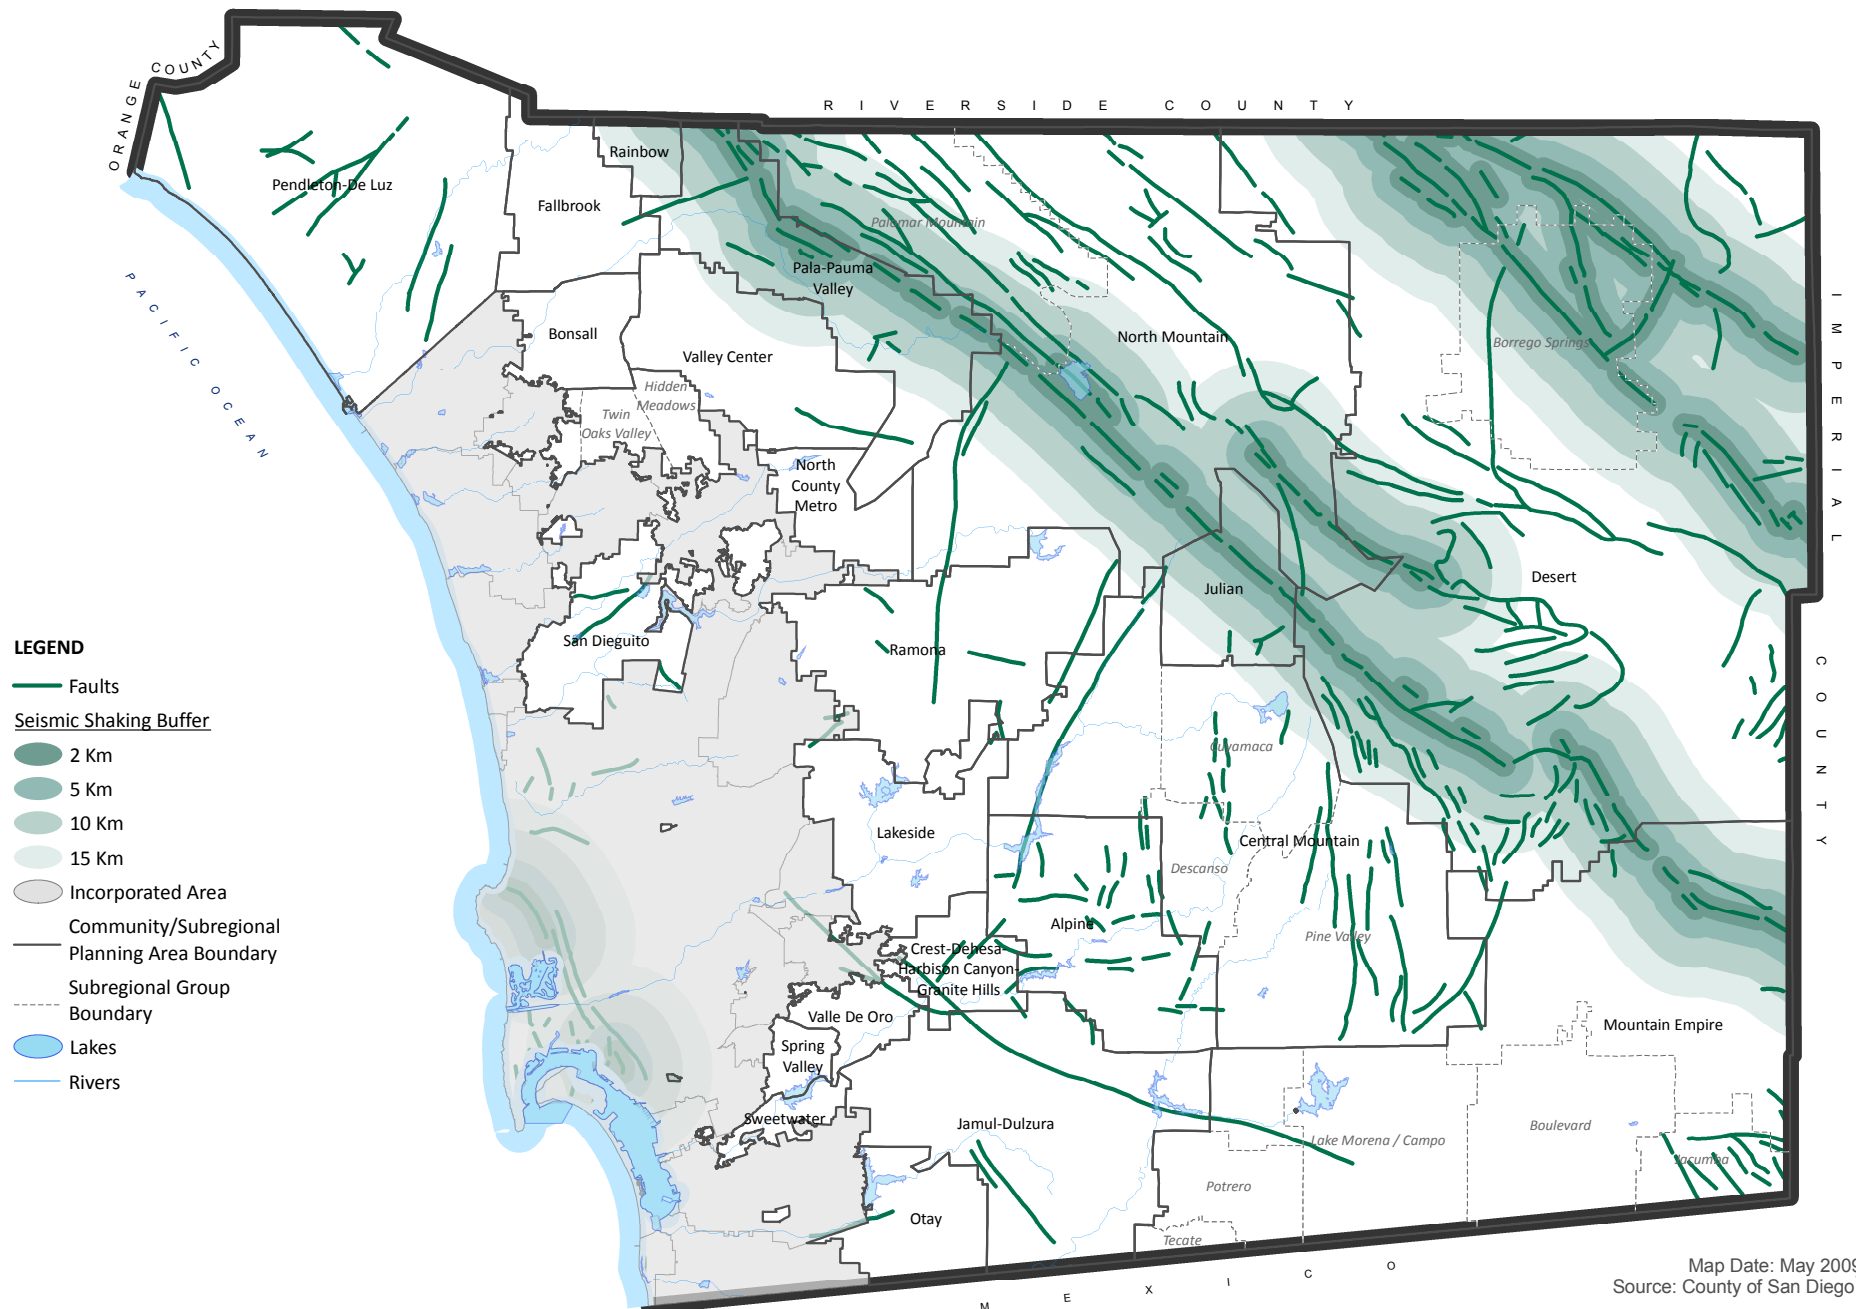 ORANGE COUNTY
RIVERSIDE COUNTY
Rainbow
Pendleton-De Luz
Fallbrook
Palomar Mountain
Pala-Pauma
Valley
PACIFIC OCEAN
IMPERIAL
COUNTY
Bonsall
North Mountain
Borrego Springs
Valley Center
Hidden
Meadows
Twin
Oaks Valley
North
County
Metro
Desert
Julian
San Dieguito
Ramona
LEGEND
Faults
Seismic Shaking Buffer
2 Km
5 Km
10 Km
15 Km
Incorporated Area
Community/Subregional
Planning Area Boundary
Subregional Group
Boundary
Lakes
Rivers
Cuyamaca
Lakeside
Central Mountain
Descanso
Alpine
Pine Valley
Crest-Dehesa-
Harbison Canyon-
Granite Hills
Valle De Oro
Mountain Empire
Spring
Valley
Sweetwater
Jamul-Dulzura
Boulevard
Lake Morena / Campo
Jacumba
Potrero
Otay
Tecate
MEXICO
Map Date: May 2009
Source: County of San Diego